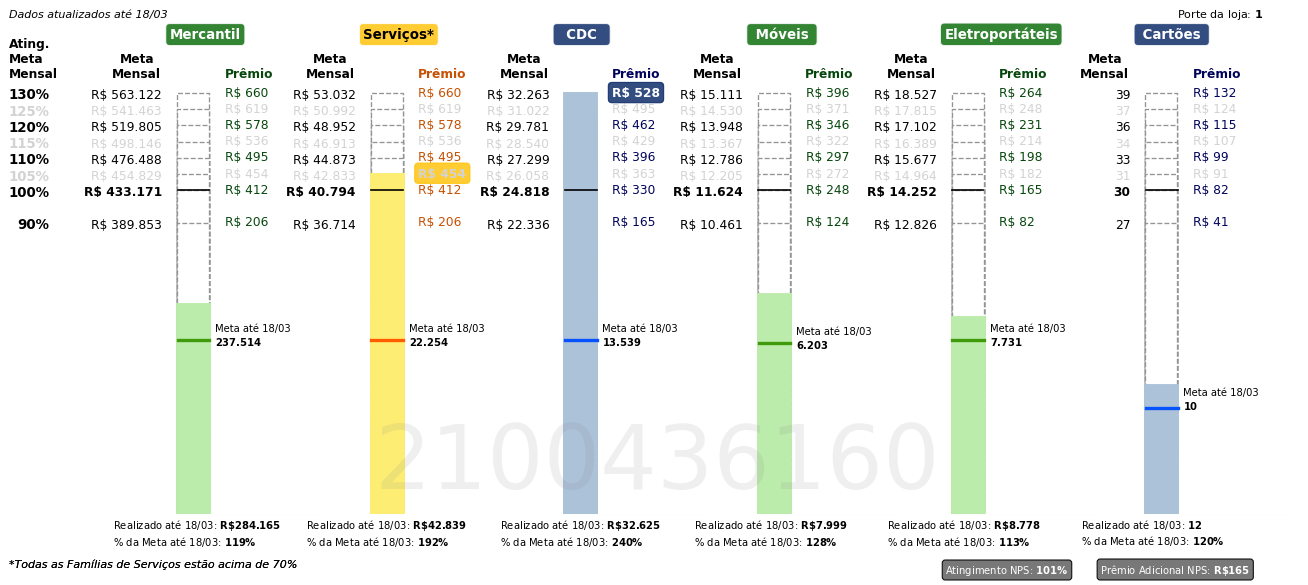 Dados atualizados até 18/03 Porte da loja: 1
Mercantil Serviços* CDC Móveis Eletroportáteis Cartões
Ating. Meta Mensal Meta Mensal Prêmio Meta Mensal Prêmio Meta Mensal Prêmio Meta Mensal Prêmio Meta Mensal Prêmio Meta Mensal Prêmio
130% R$ 563.122 R$ 660 R$ 53.032 R$ 660 R$ 32.263 R$ 528 R$ 15.111 R$ 396 R$ 18.527 R$ 264 39 R$ 132
125% R$ 541.463 R$ 619 R$ 50.992 R$ 619 R$ 31.022 R$ 495 R$ 14.530 R$ 371 R$ 17.815 R$ 248 37 R$ 124
120% R$ 519.805 R$ 578 R$ 48.952 R$ 578 R$ 29.781 R$ 462 R$ 13.948 R$ 346 R$ 17.102 R$ 231 36 R$ 115
115% R$ 498.146 R$ 536 R$ 46.913 R$ 536 R$ 28.540 R$ 429 R$ 13.367 R$ 322 R$ 16.389 R$ 214 34 R$ 107
110% R$ 476.488 R$ 495 R$ 44.873 R$ 495 R$ 27.299 R$ 396 R$ 12.786 R$ 297 R$ 15.677 R$ 198 33 R$ 99
105% R$ 454.829 R$ 454 R$ 42.833 R$ 454 R$ 26.058 R$ 363 R$ 12.205 R$ 272 R$ 14.964 R$ 182 31 R$ 91
100% R$ 433.171 R$ 412 R$ 40.794 R$ 412 R$ 24.818 R$ 330 R$ 11.624 R$ 248 R$ 14.252 R$ 165 30 R$ 82
90% R$ 389.853 R$ 206 R$ 36.714 R$ 206 R$ 22.336 R$ 165 R$ 10.461 R$ 124 R$ 12.826 R$ 82 27 R$ 41
Meta até 18/03 Meta até 18/03 Meta até 18/03 Meta até 18/03 Meta até 18/03
237.514 22.254 13.539 6.203 7.731
Meta até 18/03
10
2100436160
Realizado até 18/03: R$284.165 Realizado até 18/03: R$42.839 Realizado até 18/03: R$32.625 Realizado até 18/03: R$7.999 Realizado até 18/03: R$8.778 Realizado até 18/03: 12
% da Meta até 18/03: 119% % da Meta até 18/03: 192% % da Meta até 18/03: 240% % da Meta até 18/03: 128% % da Meta até 18/03: 113% % da Meta até 18/03: 120%
*Todas as Famílias de Serviços estão acima de 70% Atingimento NPS: 101% Prêmio Adicional NPS: R$165